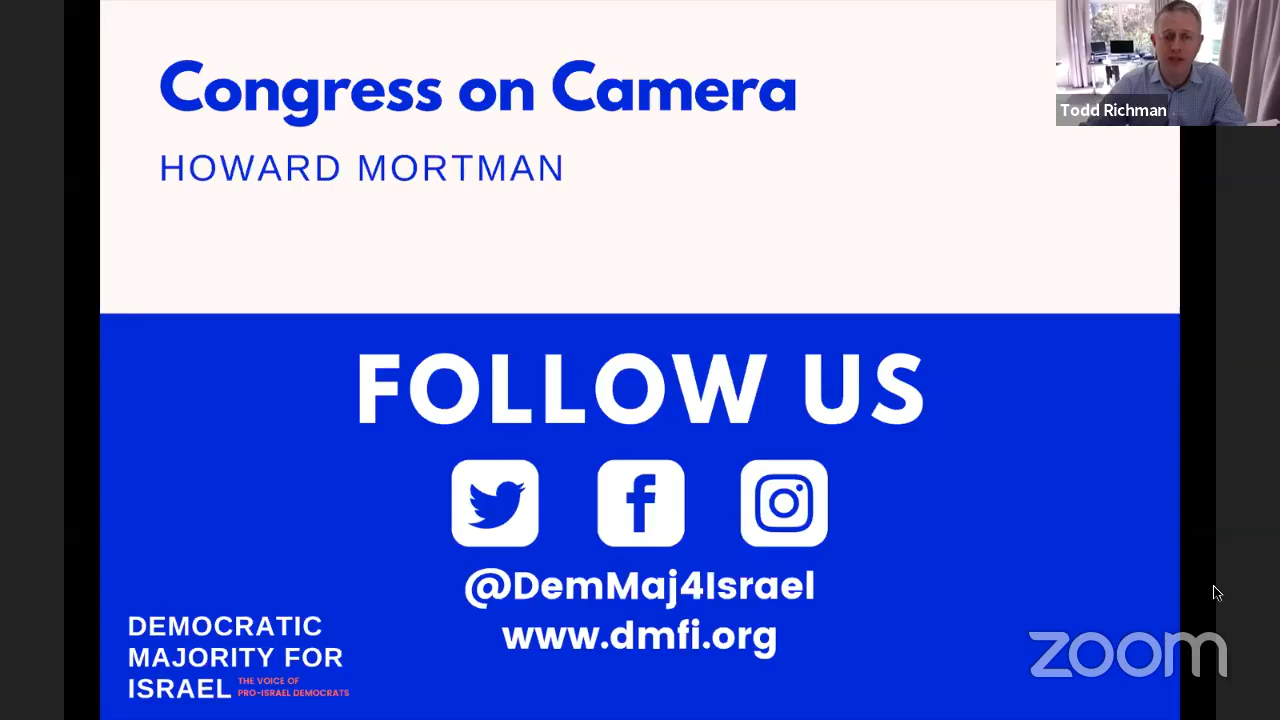 Congress on Camera
HOWARD MORTMAN
Todd Richman
FOLLOW US
@DemMaj4Israel
www.dmfi.org
DEMOCRATIC
MAJORITY FOR
ISRAEL THE VOICE OF
PRO-ISRAEL DEMOCRATS
zoom